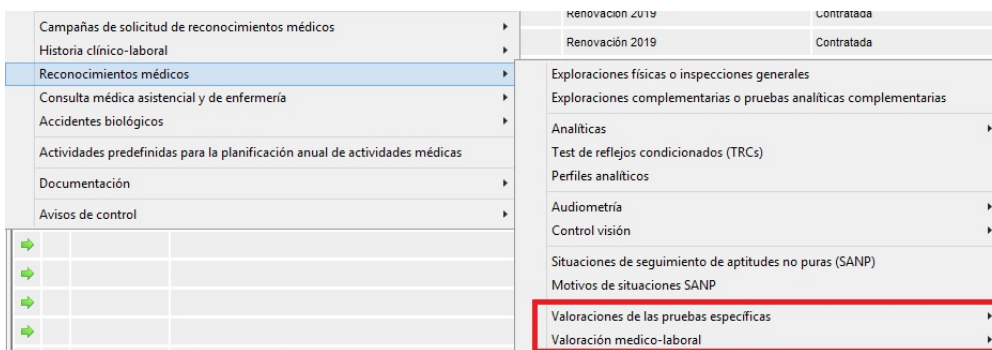 Campañas de solicitud de reconocimientos médicos
Historia clínico-laboral
Reconocimientos médicos
Consulta médica asistencial y de enfermería
Accidentes biológicos
Actividades predefinidas para la planificación anual de actividades médicas
Documentación
Avisos de control
Renovación 2019 Contratada
Renovación 2019 Contratada
Exploraciones físicas o inspecciones generales
Exploraciones complementarias o pruebas analíticas complementarias
Analíticas
Test de reflejos condicionados (TRCs)
Perfiles analíticos
Audiometría
Control visión
Situaciones de seguimiento de aptitudes no puras (SANP)
Motivos de situaciones SANP
Valoraciones de las pruebas específicas
Valoración medico-laboral